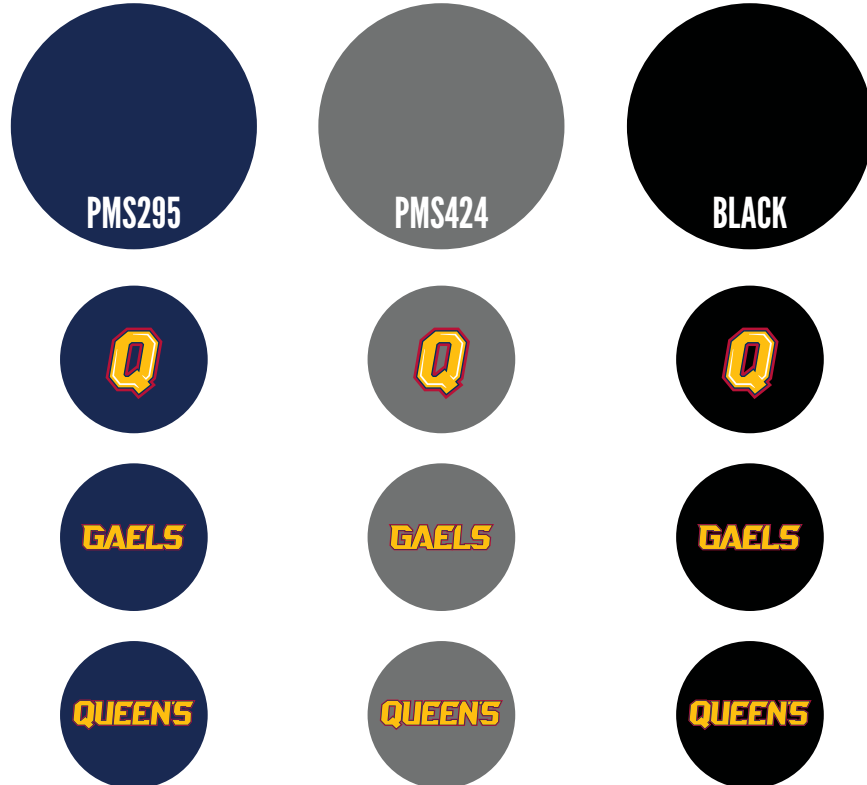 PMS295 PMS424 BLACK
Q Q Q
GAELS GAELS GAELS
QUEEN'S QUEEN'S QUEEN'S